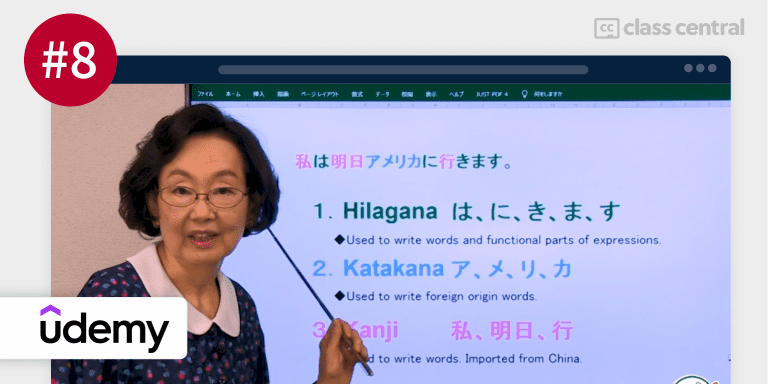 #8
cc class central
ファイル ホーム 挿入 描画 ページ レイアウト 数式 データ 校閲 表示 ヘルプ JUST PDF 4 何をしますか
私は明日アメリカに行きます。
1. Hilagana は、に、き、ま、す
◆Used to write words and functional parts of expressions.
2. Katakana ア、メ、リ、カ
◆Used to write foreign origin words.
3. Kanji 私、明日、行
to write words. Imported from China.
ûdemy